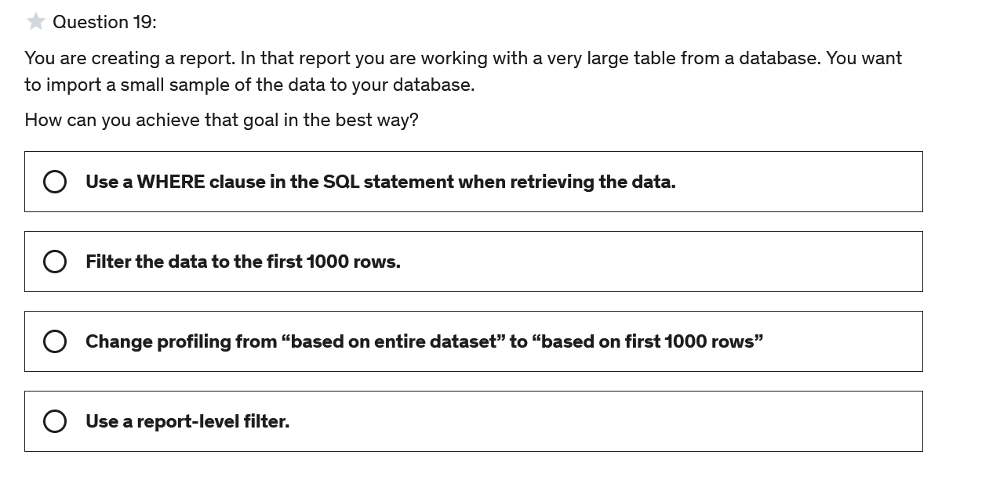 Question 19:
You are creating a report. In that report you are working with a very large table from a database. You want
to import a small sample of the data to your database.
How can you achieve that goal in the best way?
Use a WHERE clause in the SQL statement when retrieving the data.
Filter the data to the first 1000 rows.
Change profiling from “based on entire dataset” to “based on first 1000 rows”
Use a report-level filter.